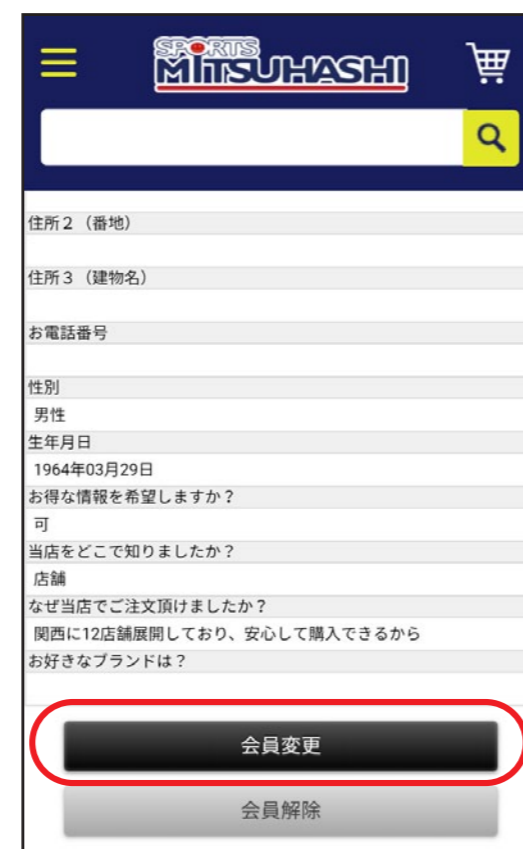 SPORTS
MITSUHASHI
住所２（番地）
住所３（建物名）
お電話番号
性別
男性
生年月日
1964年03月29日
お得な情報を希望しますか？
可
当店をどこで知りましたか？
店舗
なぜ当店でご注文頂けましたか？
関西に12店舗展開しており、安心して購入できるから
お好きなブランドは？
会員変更
会員解除